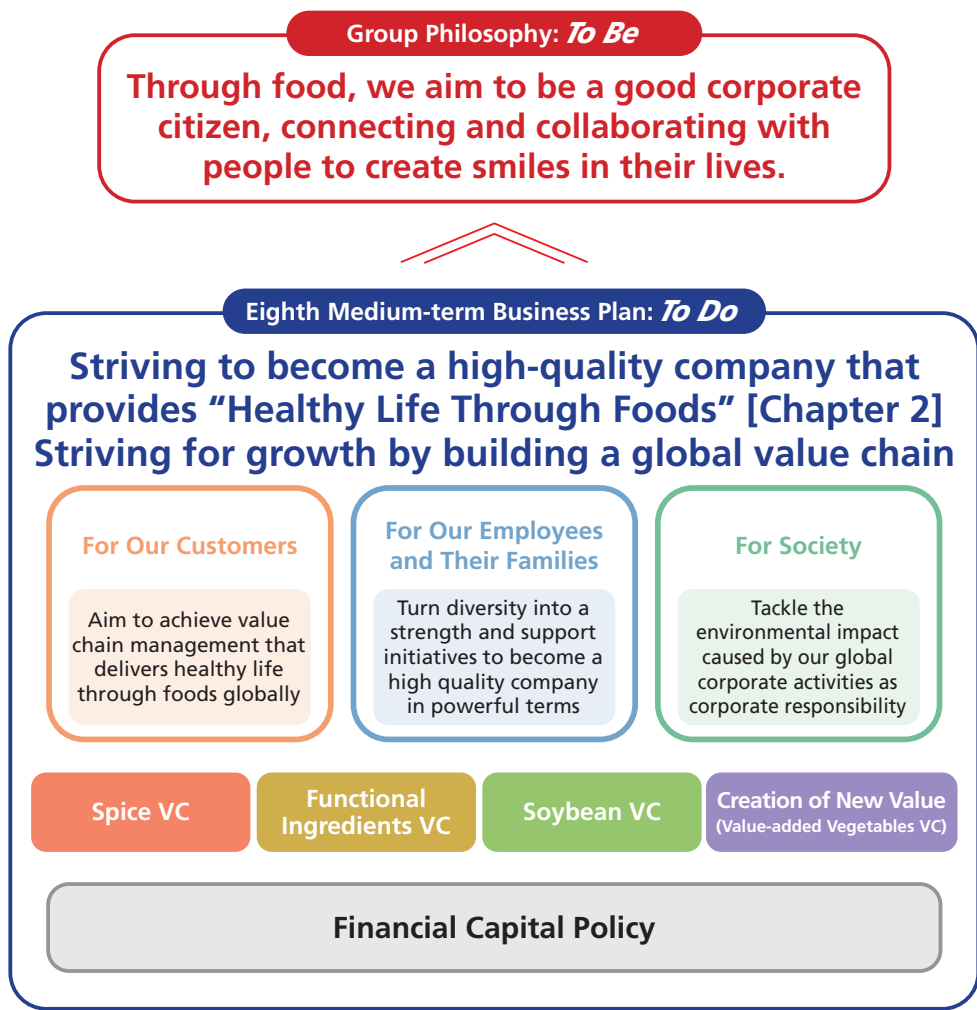 Group Philosophy: To Be
Through food, we aim to be a good corporate
citizen, connecting and collaborating with
people to create smiles in their lives.
Eighth Medium-term Business Plan: To Do
Striving to become a high-quality company that
provides “Healthy Life Through Foods” [Chapter 2]
Striving for growth by building a global value chain
For Our Customers
Aim to achieve value
chain management that
delivers healthy life
through foods globally
For Our Employees
and Their Families
Turn diversity into a
strength and support
initiatives to become a
high quality company
in powerful terms
For Society
Tackle the
environmental impact
caused by our global
corporate activities as
corporate responsibility
Spice VC
Functional
Ingredients VC
Soybean VC
Creation of New Value
(Value-added Vegetables VC)
Financial Capital Policy